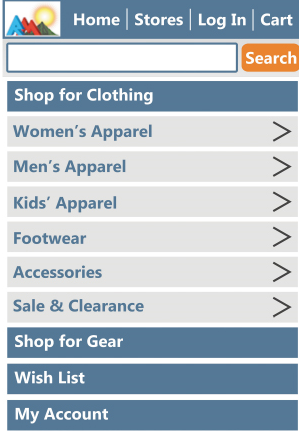 Home | Stores | Log In | Cart
Search
Shop for Clothing
Women's Apparel
Men's Apparel
Kids' Apparel
Footwear
Accessories
Sale & Clearance
Shop for Gear
Wish List
My Account